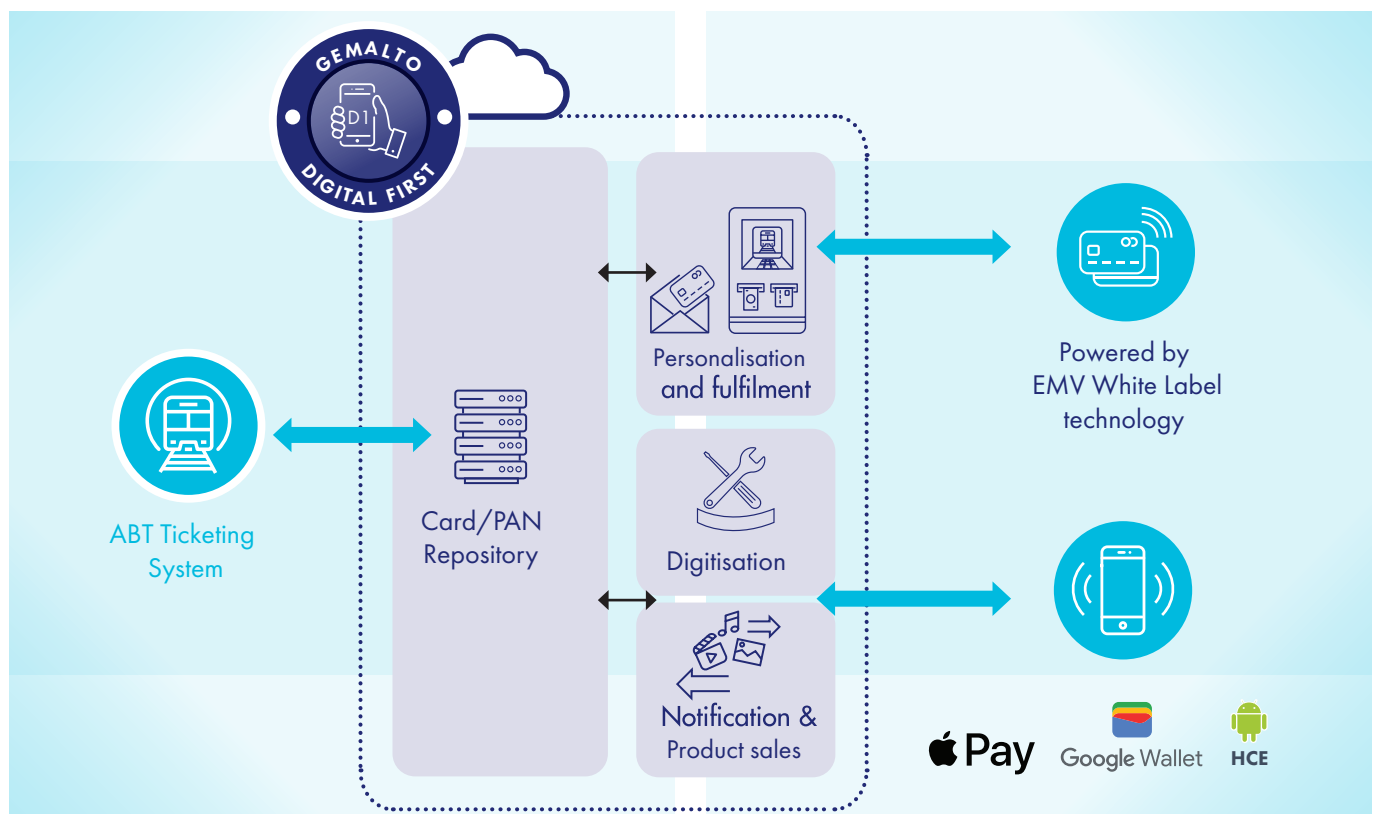 GEMALTO
D1
DIGITAL FIRST
ABT Ticketing
System
Card/PAN
Repository
Personalisation
and fulfilment
Digitisation
Notification &
Product sales
Powered by
EMV White Label
technology
Pay
Google Wallet
HCE